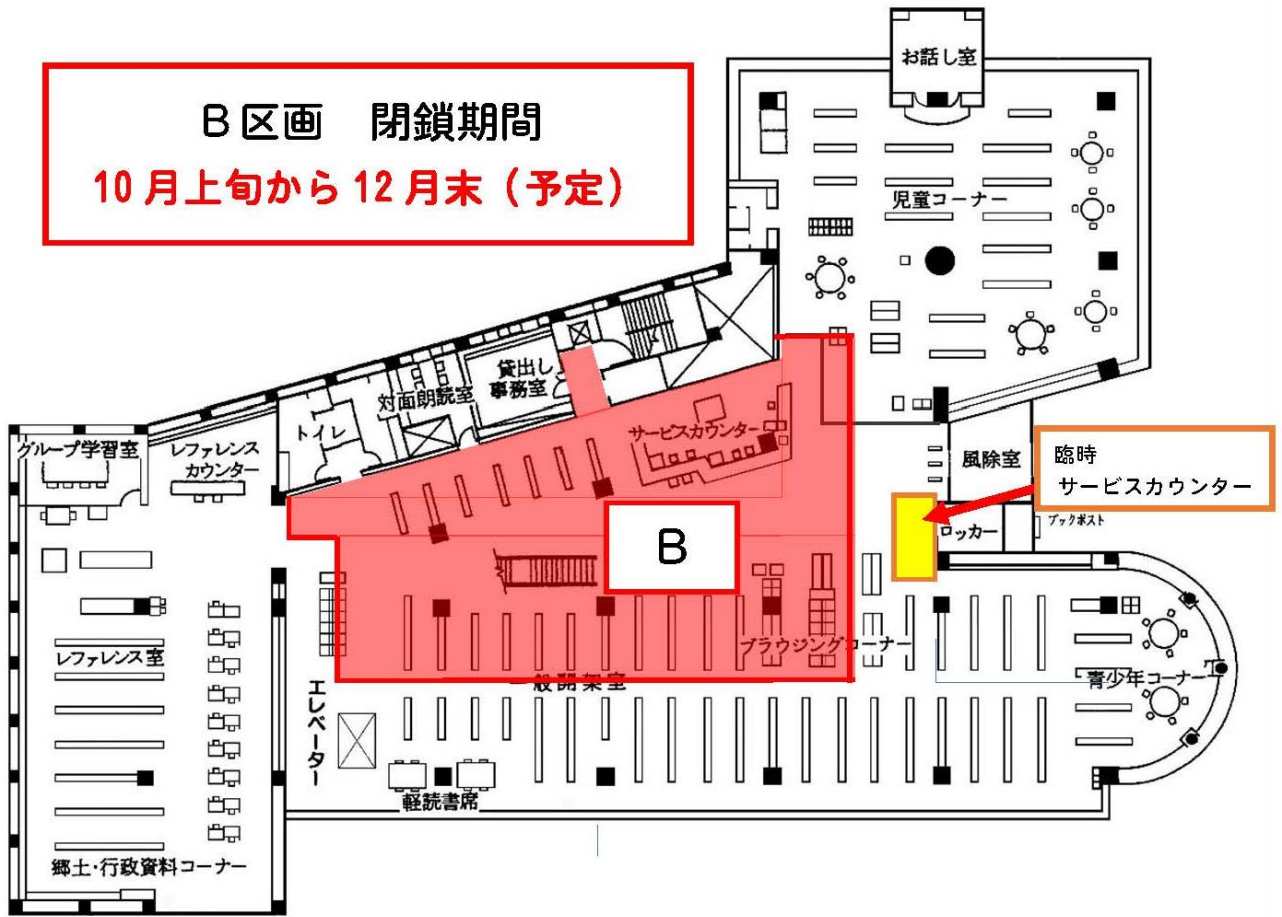 B区画　閉鎖期間
10月上旬から12月末（予定）
お話し室
児童コーナー
貸出し
事務室
対面朗読室
トイレ
サービスカウンター
グループ学習室
レファレンス
カウンター
風除室
臨時
サービスカウンター
ロッカー
ブックポスト
B
レファレンス室
ブラウジングコーナー
一般開架室
青少年コーナー
エレベーター
軽読書席
郷土・行政資料コーナー